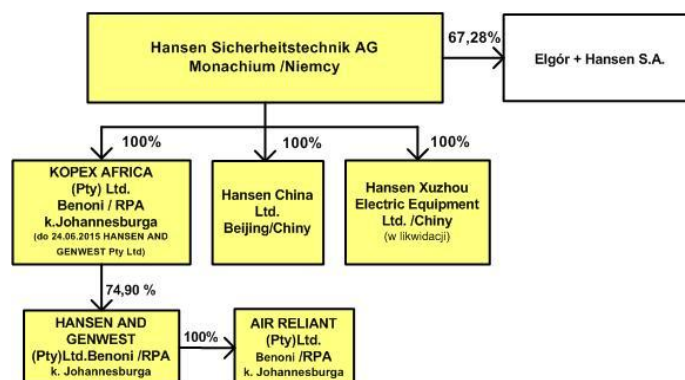 Hansen Sicherheitstechnik AG
Monachium /Niemcy
67,28%
Elgór + Hansen S.A.
100%
100%
100%
KOPEX AFRICA
(Pty) Ltd.
Benoni / RPA
k.Johannesburga
(do 24.06.2015 HANSEN AND
GENWEST Pty Ltd)
Hansen China
Ltd.
Beijing/Chiny
Hansen Xuzhou
Electric Equipment
Ltd. /Chiny
(w likwidacji)
74,90 %
HANSEN AND
GENWEST
(Pty)Ltd.Benoni /RPA
k. Johannesburga
100%
AIR RELIANT
(Pty)Ltd.
Benoni /RPA
k. Johannesburga